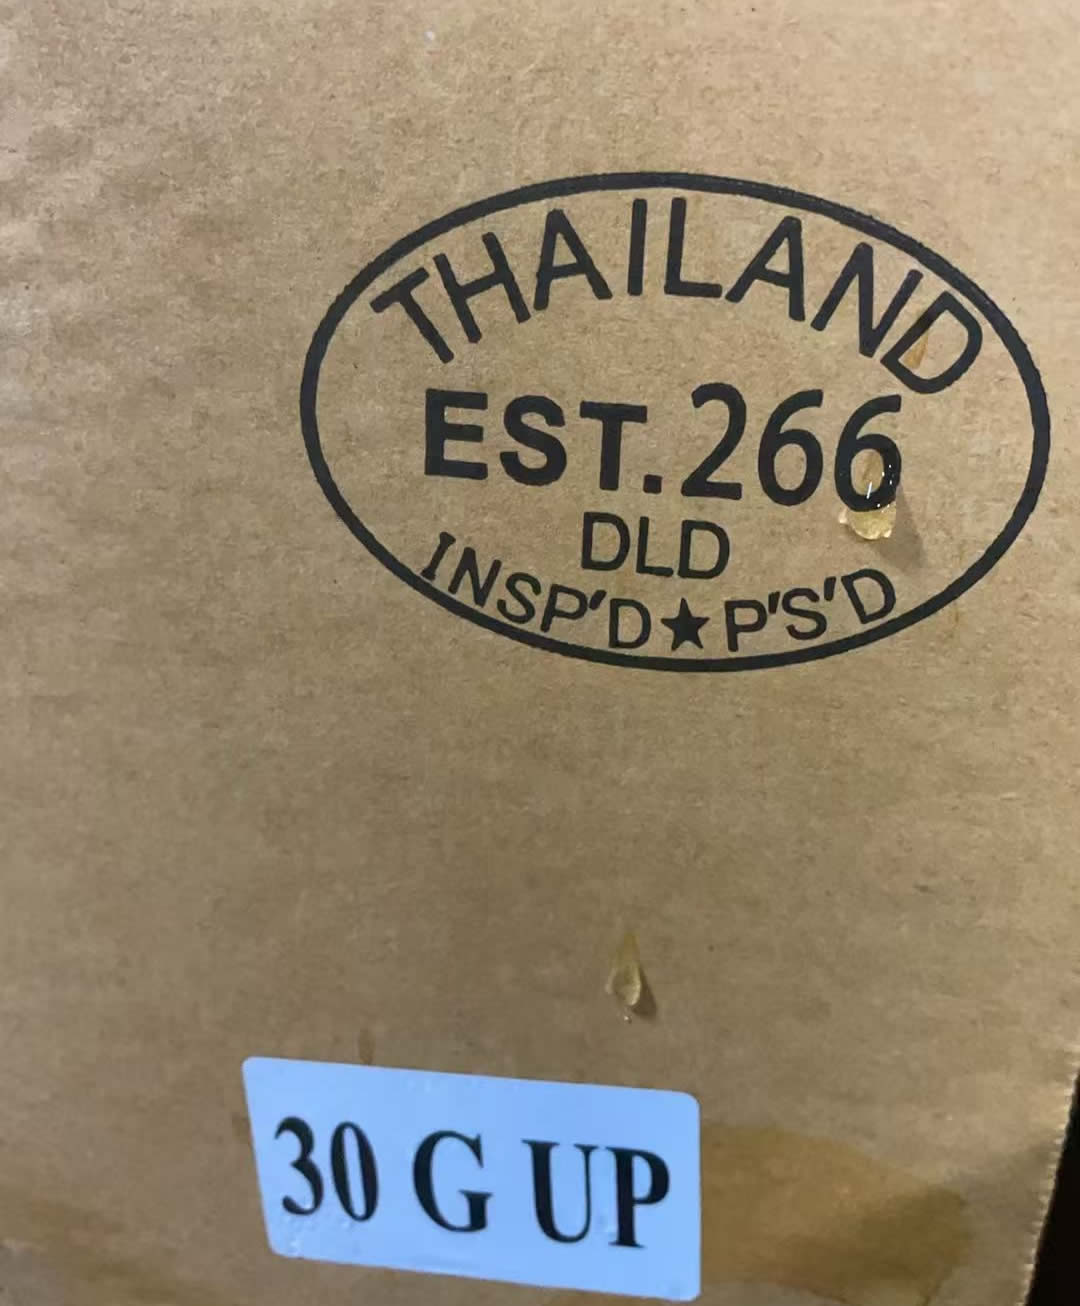 THAILAND
EST.266
DLD
INSP'D★P'S'D
30 G UP